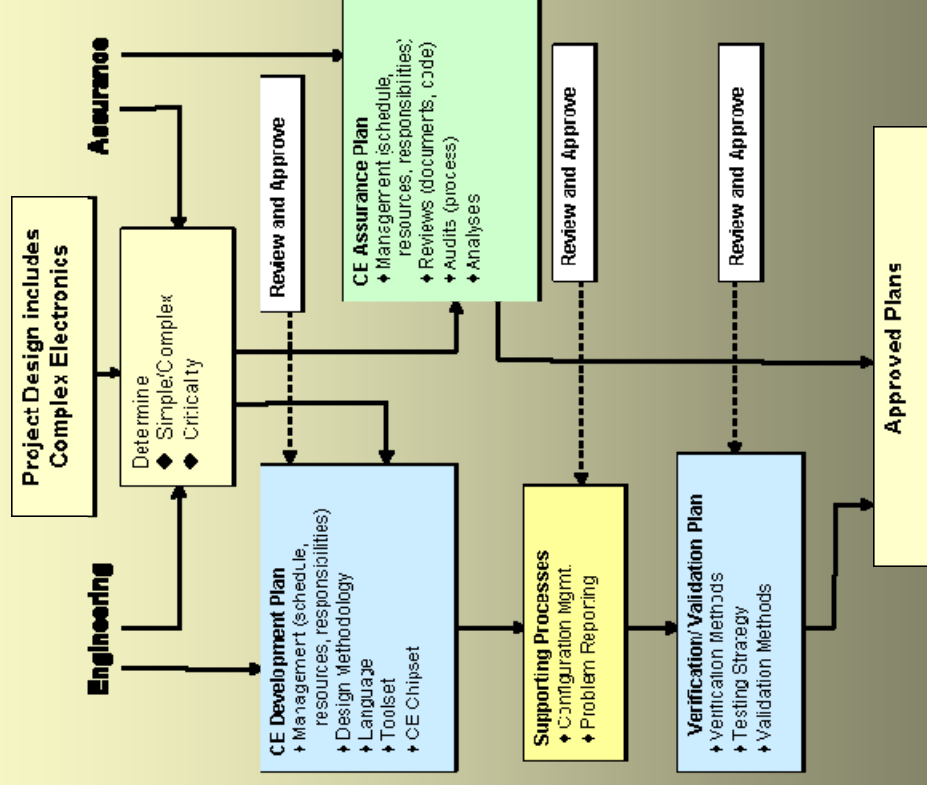 Project Design includes
Complex Electronics
Engineering
Assurance
Determine
◆ Simple/Complex
◆ Criticalty
CE Development Plan
♦ Management (schedule,
resources, responsibilities)
♦ Design Methodology
♦ Language
♦ Toolset
♦ CE Chipset
Review and Approve
CE Assurance Plan
♦ Management (schedule,
resources, responsibilities)
♦ Reviews (documents, code)
♦ Audits (process)
♦ Analyses
Supporting Processes
♦ Configuration Mgmt.
♦ Problem Reporting
Review and Approve
Verification/Validation Plan
♦ Verification Methods
♦ Testing Strategy
♦ Validation Methods
Review and Approve
Approved Plans